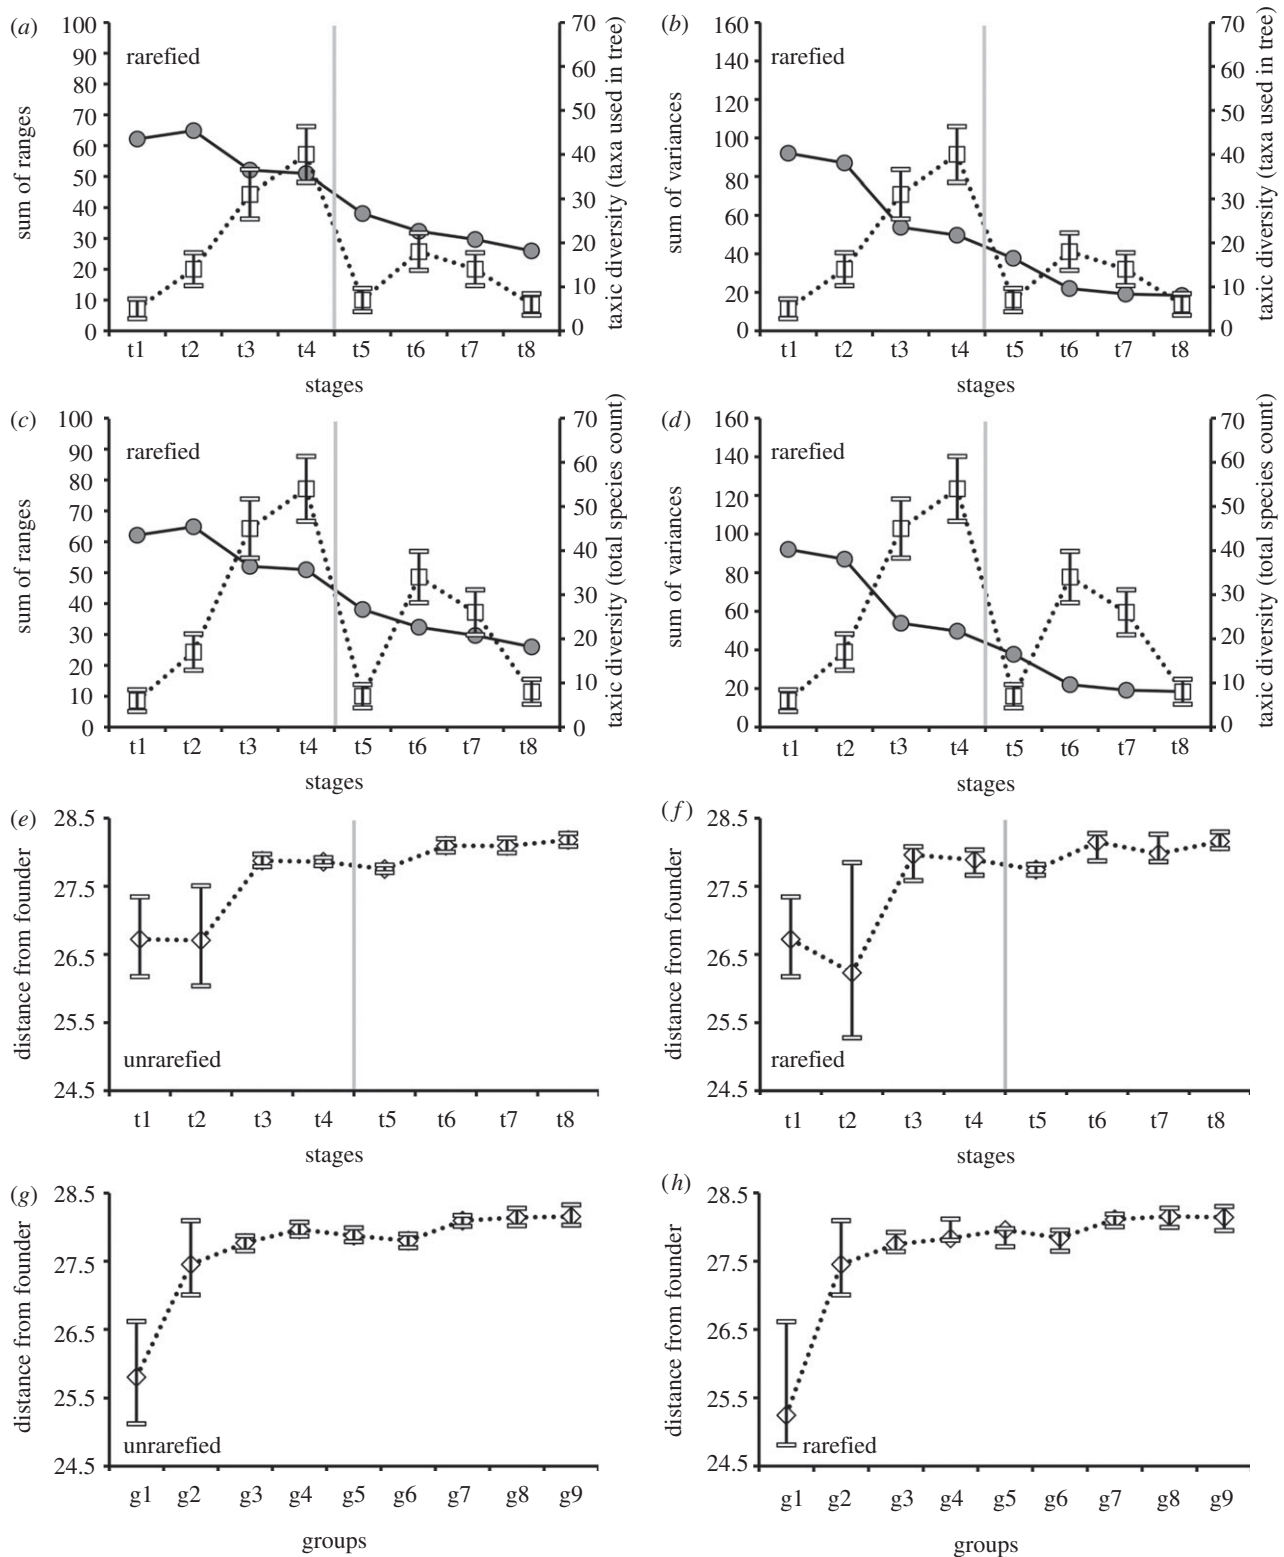 (a)
100
90
80
70
60
50
40
30
20
10
0
sum of ranges
rarefied
70
60
50
40
30
20
10
0
taxic diversity (taxa used in tree)
t1 t2 t3 t4 t5 t6 t7 t8
stages
(b)
160
140
120
100
80
60
40
20
0
sum of variances
rarefied
70
60
50
40
30
20
10
0
taxic diversity (taxa used in tree)
t1 t2 t3 t4 t5 t6 t7 t8
stages
(c)
100
90
80
70
60
50
40
30
20
10
0
sum of ranges
rarefied
70
60
50
40
30
20
10
0
taxic diversity (total species count)
t1 t2 t3 t4 t5 t6 t7 t8
stages
(d)
160
140
120
100
80
60
40
20
0
sum of variances
rarefied
70
60
50
40
30
20
10
0
taxic diversity (total species count)
t1 t2 t3 t4 t5 t6 t7 t8
stages
(e)
28.5
27.5
26.5
25.5
24.5
distance from founder
unrarefied
t1 t2 t3 t4 t5 t6 t7 t8
stages
(f)
28.5
27.5
26.5
25.5
24.5
distance from founder
rarefied
t1 t2 t3 t4 t5 t6 t7 t8
stages
(g)
28.5
27.5
26.5
25.5
24.5
distance from founder
unrarefied
g1 g2 g3 g4 g5 g6 g7 g8 g9
groups
(h)
28.5
27.5
26.5
25.5
24.5
distance from founder
rarefied
g1 g2 g3 g4 g5 g6 g7 g8 g9
groups